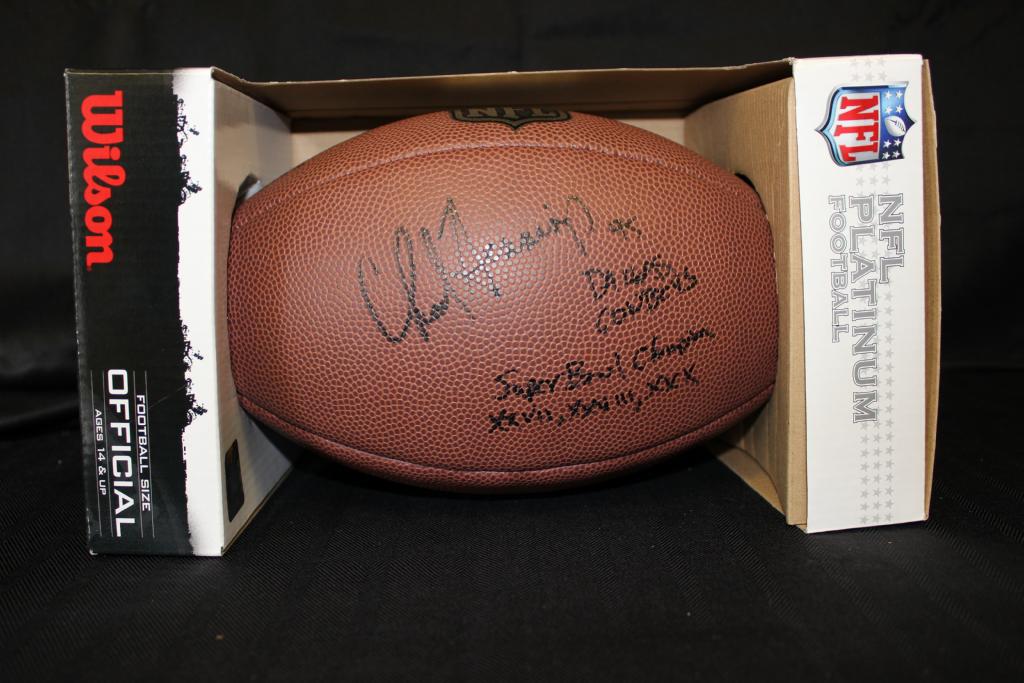 Wilson
FOOTBALL SIZE
OFFICIAL
AGES 14 & UP
NFL
DALLAS
COWBOYS
Super Bowl Champion
XXVII, XXVIII, XXX
NFL
NFL
PLATINUM
FOOTBALL